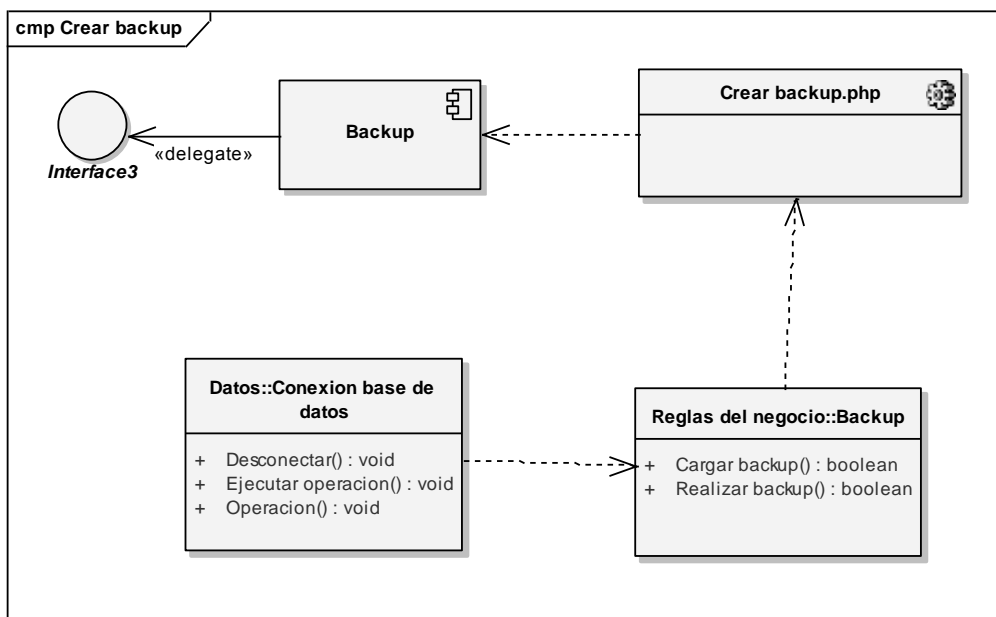 cmp Crear backup
Interface3
«delegate»
Backup
Crear backup.php
Datos::Conexion base de
datos
+ Desconectar() : void
+ Ejecutar operacion() : void
+ Operacion() : void
Reglas del negocio::Backup
+ Cargar backup() : boolean
+ Realizar backup() : boolean